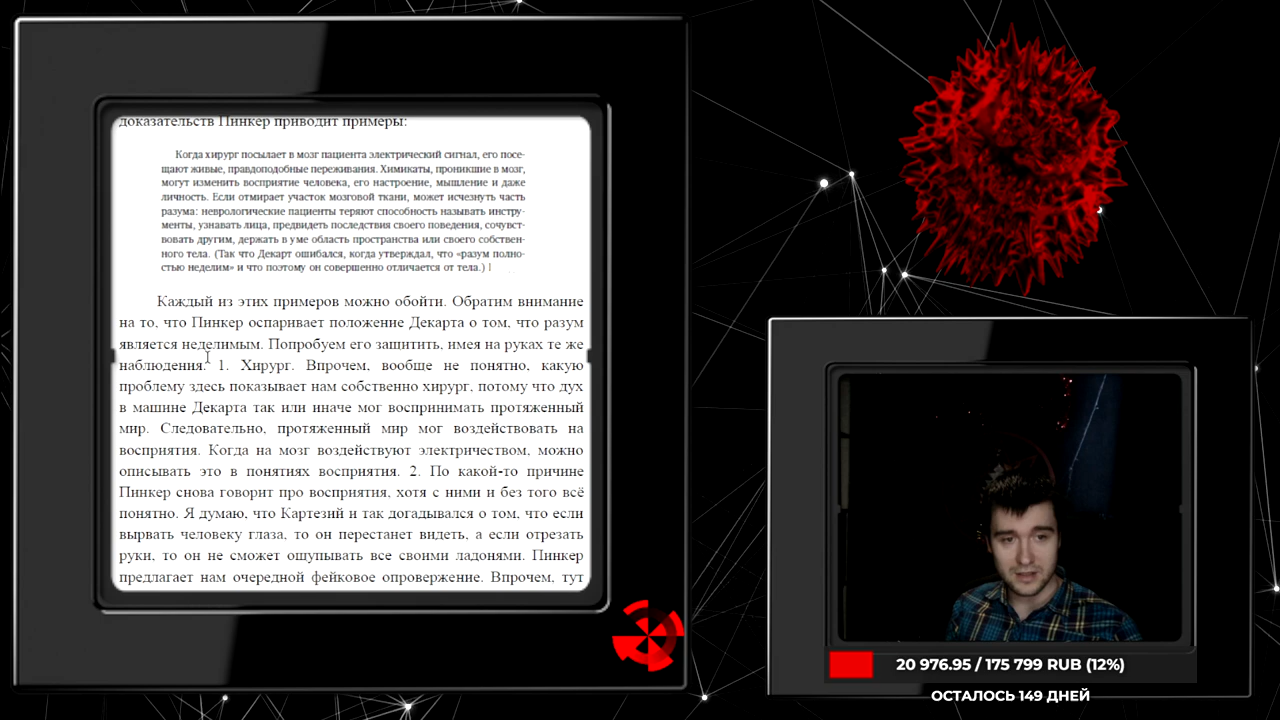 доказательств Пинкер приводит примеры:
Когда хирург посылает в мозг пациента электрический сигнал, его посе-
щают живые, правдоподобные переживания. Химикаты, проникшие в мозг,
могут изменить восприятие человека, его настроение, мышление и даже
личность. Если отмирает участок мозговой ткани, может исчезнуть часть
разума: неврологические пациенты теряют способность называть инстру-
менты, узнавать лица, предвидеть последствия своего поведения, сочувст-
вовать другим, держать в уме область пространства или своего собствен-
ного тела. (Так что Декарт ошибался, когда утверждал, что «разум полно-
стью неделим» и что поэтому он совершенно отличается от тела.)
Каждый из этих примеров можно обойти. Обратим внимание
на то, что Пинкер оспаривает положение Декарта о том, что разум
является неделимым. Попробуем его защитить, имея на руках те же
наблюдения. 1. Хирург. Впрочем, вообще не понятно, какую
проблему здесь показывает нам собственно хирург, потому что дух
в машине Декарта так или иначе мог воспринимать протяженный
мир. Следовательно, протяженный мир мог воздействовать на
восприятия. Когда на мозг воздействуют электричеством, можно
описывать это в понятиях восприятия. 2. По какой-то причине
Пинкер снова говорит про восприятия, хотя с ними и без того всё
понятно. Я думаю, что Картезий и так догадывался о том, что если
вырвать человеку глаза, то он перестанет видеть, а если отрезать
руки, то он не сможет ощупывать все своими ладонями. Пинкер
предлагает нам очередной фейковое опровержение. Впрочем, тут
20 976.95 / 175 799 RUB (12%)
ОСТАЛОСЬ 149 ДНЕЙ